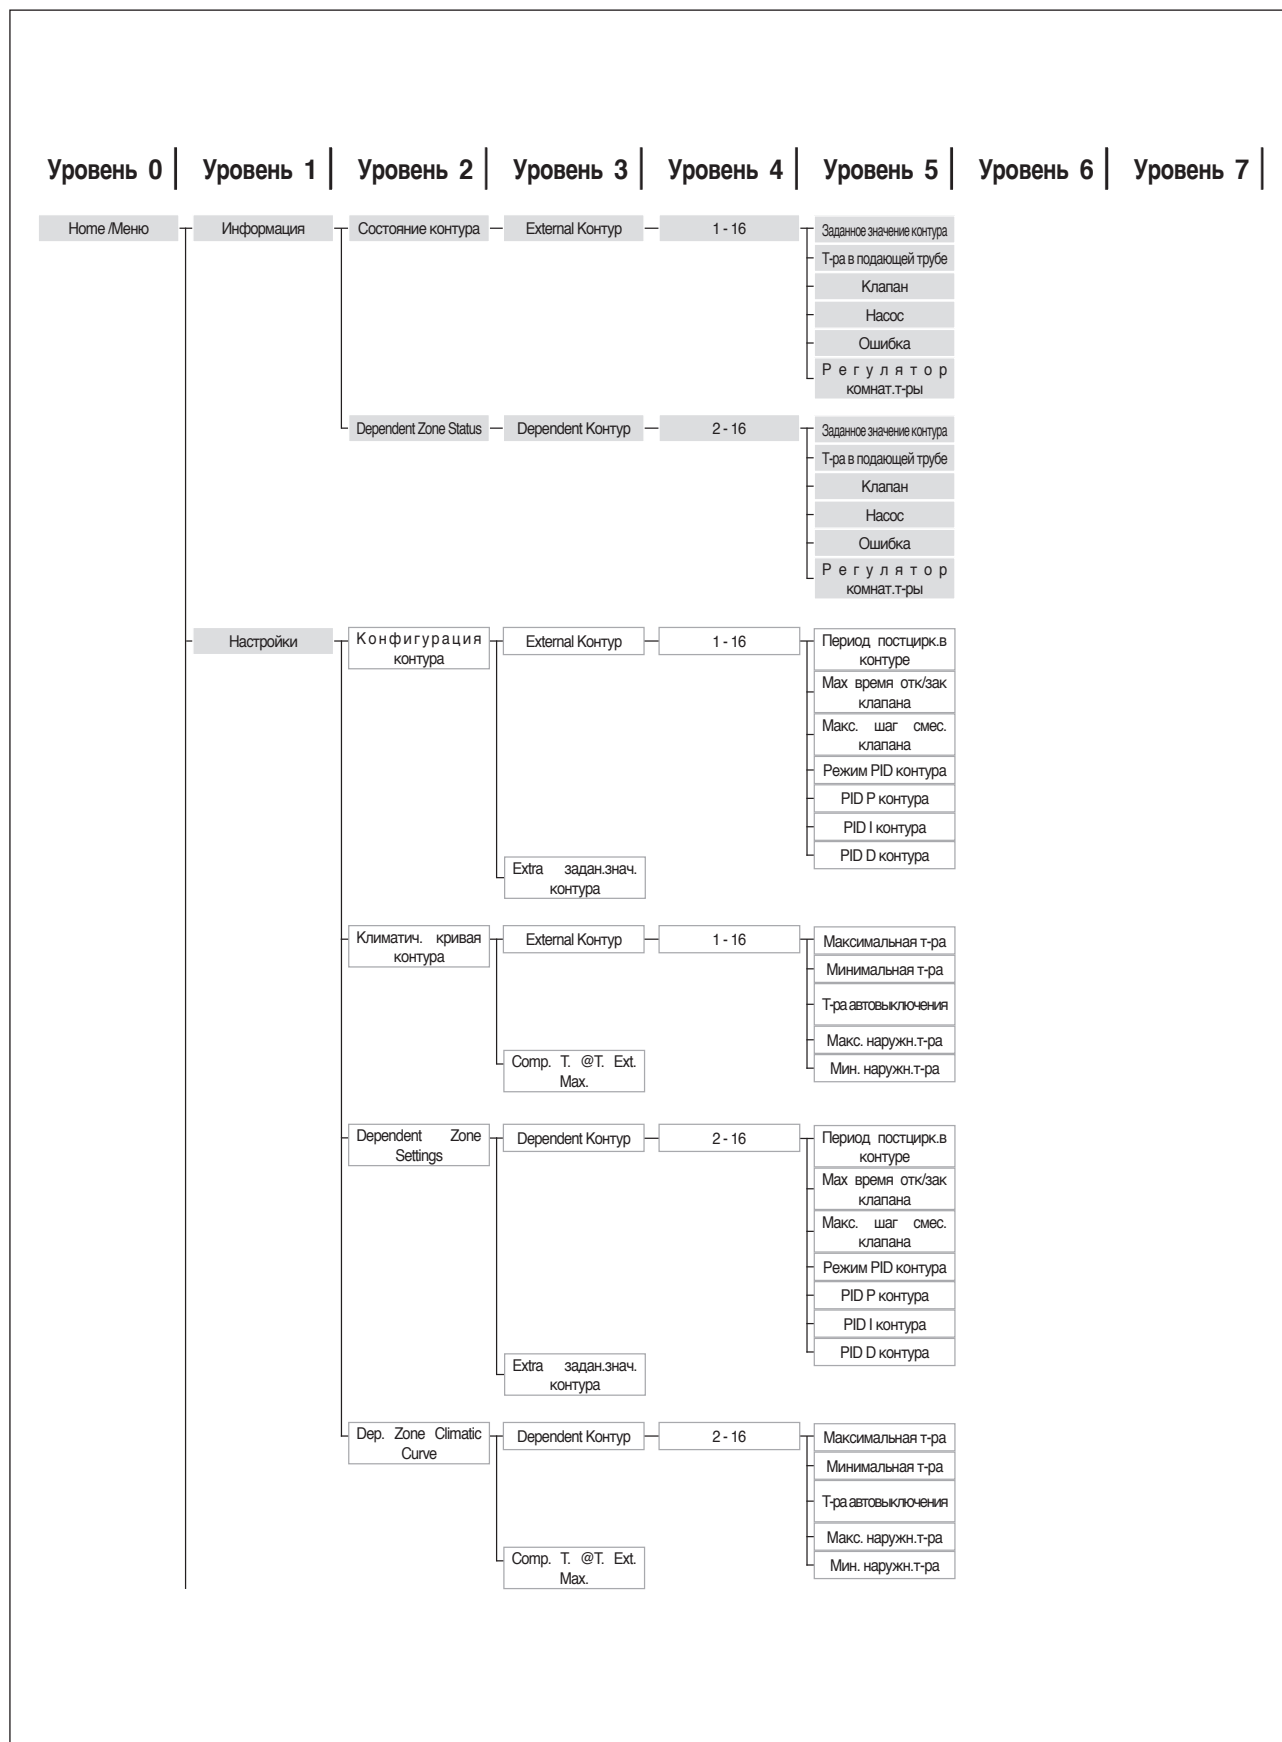 Уровень 0 Уровень 1 Уровень 2 Уровень 3 Уровень 4 Уровень 5 Уровень 6 Уровень 7
Home /Меню Информация Состояние контура External Контур 1 - 16 Заданное значение контура
Т-ра в подающей трубе
Клапан
Насос
Ошибка
Регулятор
комнат.т-ры
Dependent Zone Status Dependent Контур 2 - 16 Заданное значение контура
Т-ра в подающей трубе
Клапан
Насос
Ошибка
Регулятор
комнат.т-ры
Настройки Конфигурация
контура
External Контур 1 - 16 Период постцирк.в
контуре
Мах время отк/зак
клапана
Макс. шаг смес.
клапана
Режим PID контура
PID P контура
PID I контура
PID D контура
Extra задан.знач.
контура
Климатич. кривая
контура
External Контур 1 - 16 Максимальная т-ра
Минимальная т-ра
Т-ра автовыключения
Макс. наружн.т-ра
Мин. наружн.т-ра
Comp. T. @T. Ext.
Max.
Dependent Zone
Settings
Dependent Контур 2 - 16 Период постцирк.в
контуре
Мах время отк/зак
клапана
Макс. шаг смес.
клапана
Режим PID контура
PID P контура
PID I контура
PID D контура
Extra задан.знач.
контура
Dep. Zone Climatic
Curve
Dependent Контур 2 - 16 Максимальная т-ра
Минимальная т-ра
Т-ра автовыключения
Макс. наружн.т-ра
Мин. наружн.т-ра
Comp. T. @T. Ext.
Max.